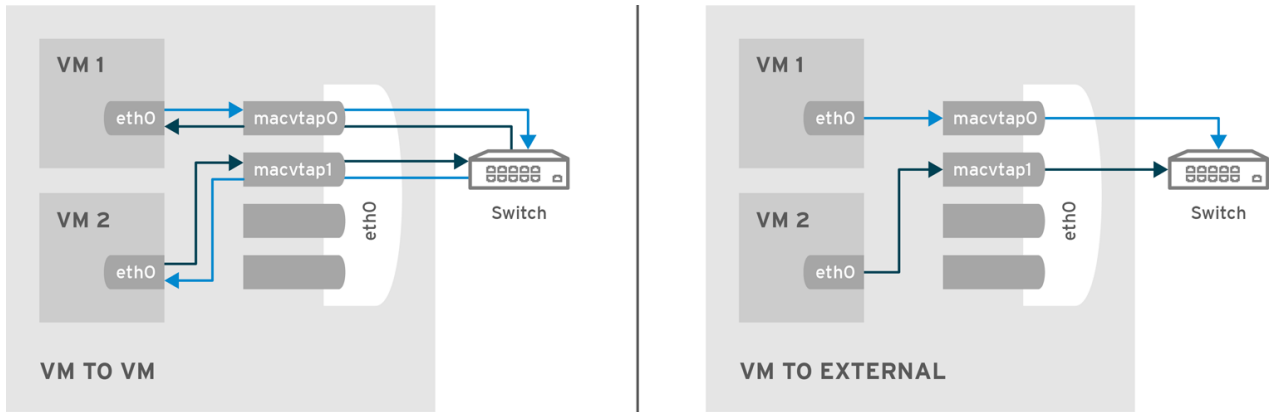 VM 1
eth0
macvtap0
macvtap1
VM 2
eth0
eth0
Switch
VM TO VM
VM 1
eth0
macvtap0
macvtap1
VM 2
eth0
eth0
Switch
VM TO EXTERNAL